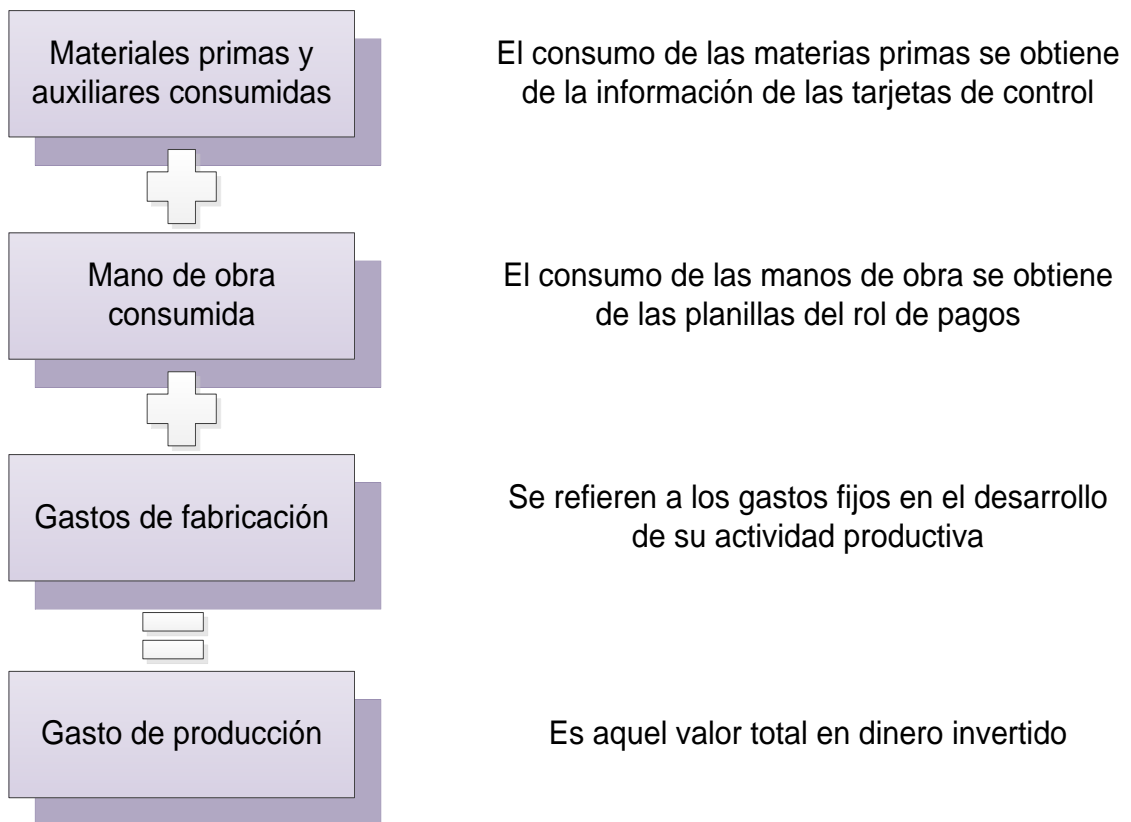 Materiales primas y
auxiliares consumidas
El consumo de las materias primas se obtiene
de la información de las tarjetas de control
Mano de obra
consumida
El consumo de las manos de obra se obtiene
de las planillas del rol de pagos
Gastos de fabricación
Se refieren a los gastos fijos en el desarrollo
de su actividad productiva
Gasto de producción
Es aquel valor total en dinero invertido